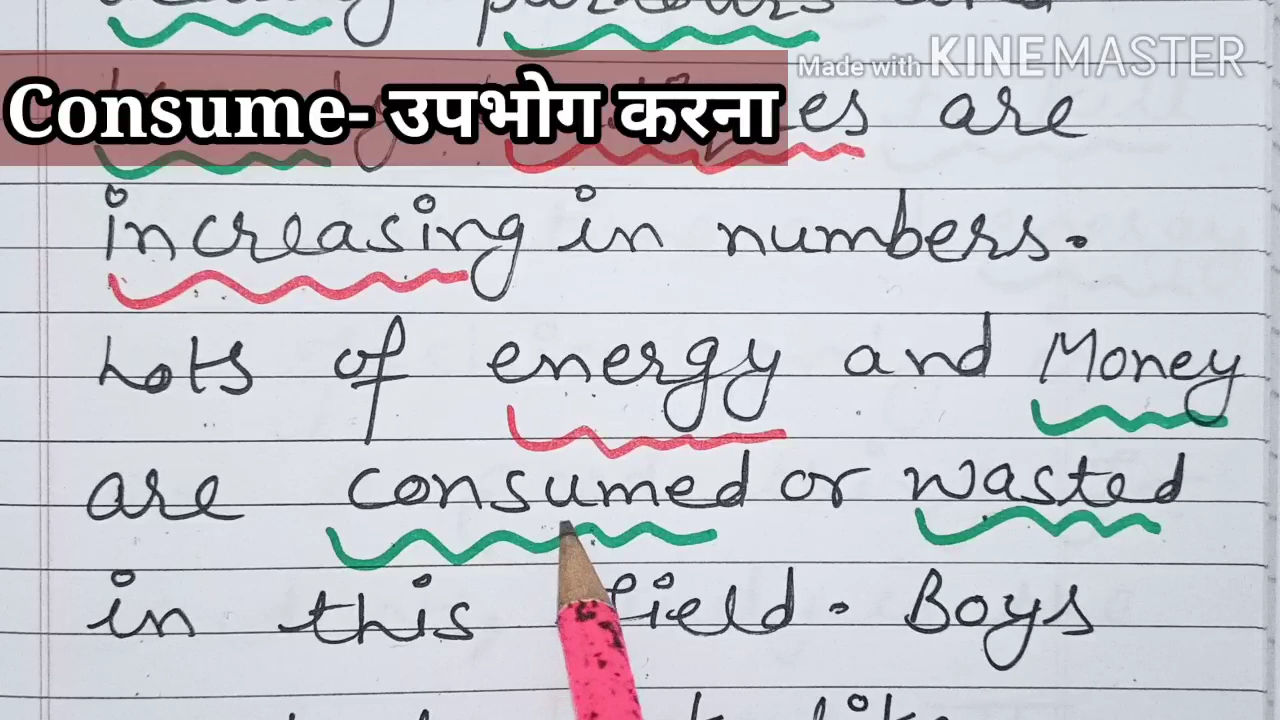 Made with KINEMASTER
Consume- उपभोग करना
es are
increasing in numbers.
Lots of energy and Money
are consumed or wasted
in this field. Boys